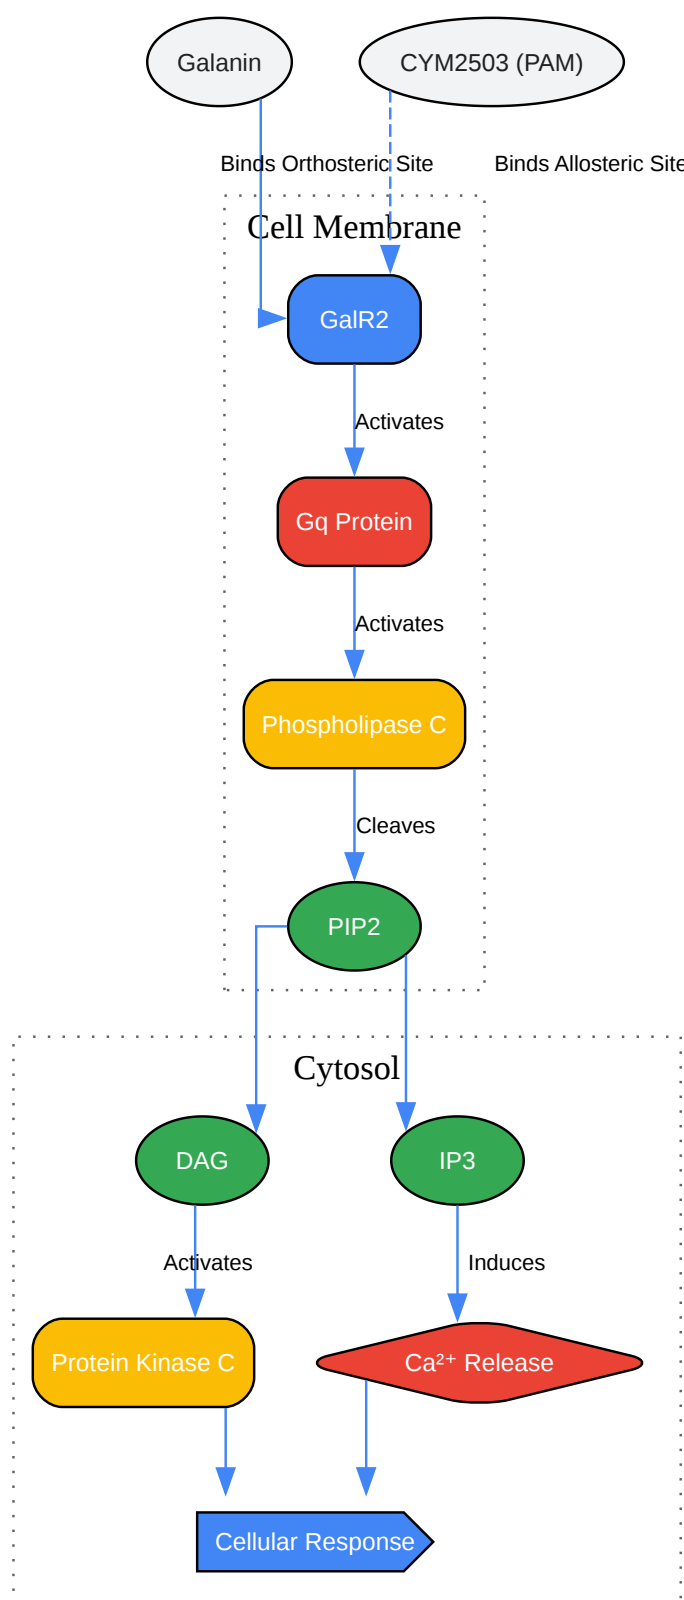 Galanin
CYM2503 (PAM)
Binds Orthosteric Site
Binds Allosteric Site
Cell Membrane
GalR2
Activates
Gq Protein
Activates
Phospholipase C
Cleaves
PIP2
Cytosol
DAG
IP3
Activates
Induces
Protein Kinase C
Ca²⁺ Release
Cellular Response